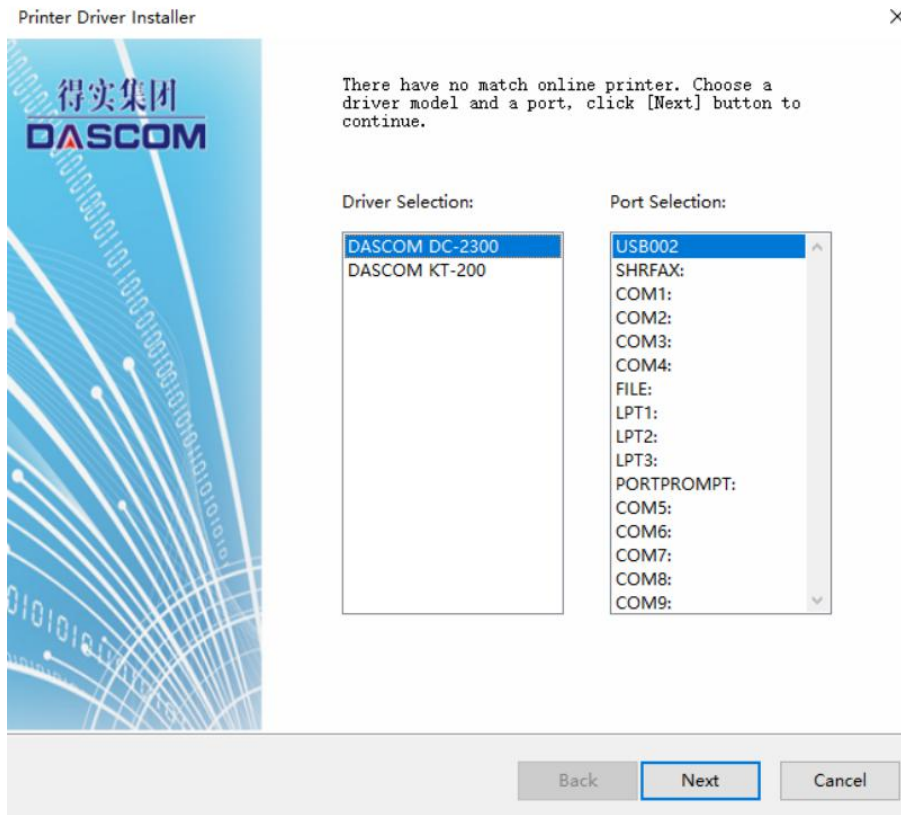 Printer Driver Installer
得实集团
DASCOM
There have no match online printer. Choose a
driver model and a port, click [Next] button to
continue.
Driver Selection:
DASCOM DC-2300
DASCOM KT-200
Port Selection:
USB002
SHRFAX:
COM1:
COM2:
COM3:
COM4:
FILE:
LPT1:
LPT2:
LPT3:
PORTPROMPT:
COM5:
COM6:
COM7:
COM8:
COM9:
Back
Next
Cancel